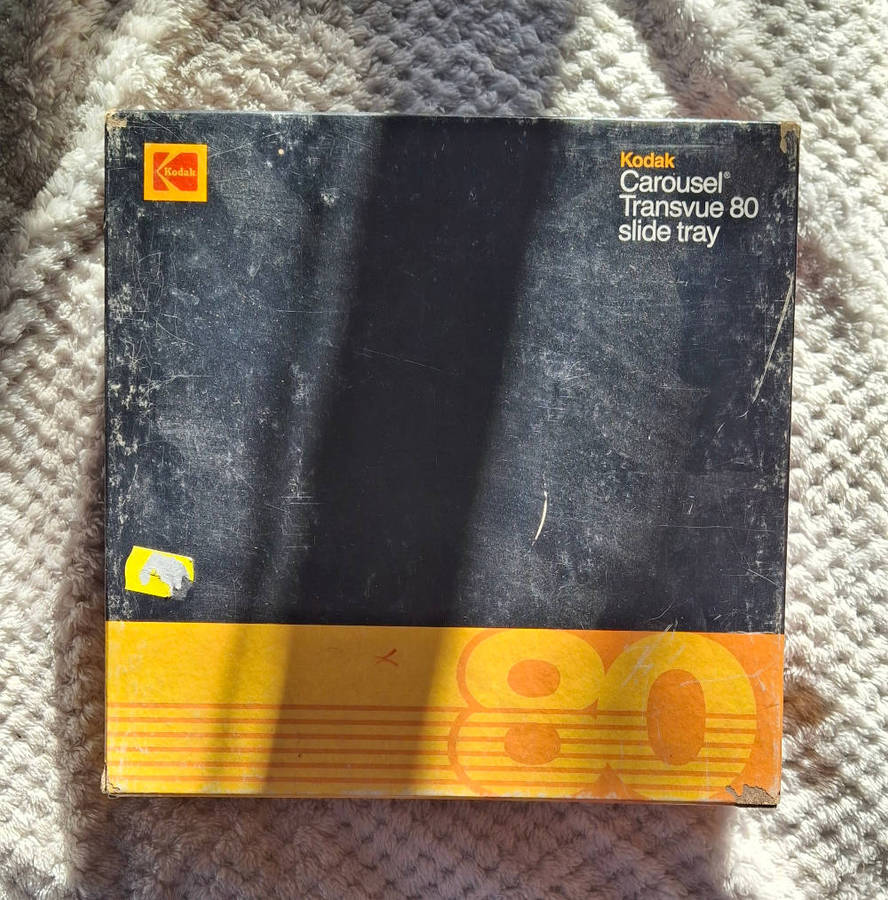 Kodak
Kodak
Carousel®
Transvue 80
slide tray
80